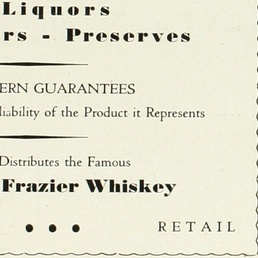 Liquors
rs - Preserves
ERN GUARANTEES
liability of the Product it Represents
Distributes the Famous
Frazier Whiskey
• • • RETAIL